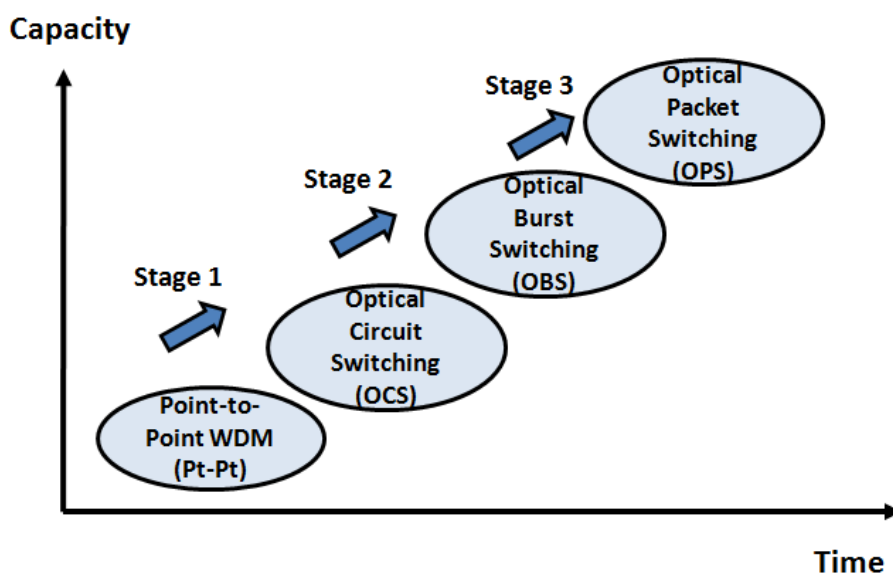 Capacity
Stage 3
Optical
Packet
Switching
(OPS)
Stage 2
Optical
Burst
Switching
(OBS)
Stage 1
Optical
Circuit
Switching
(OCS)
Point-to-
Point WDM
(Pt-Pt)
Time